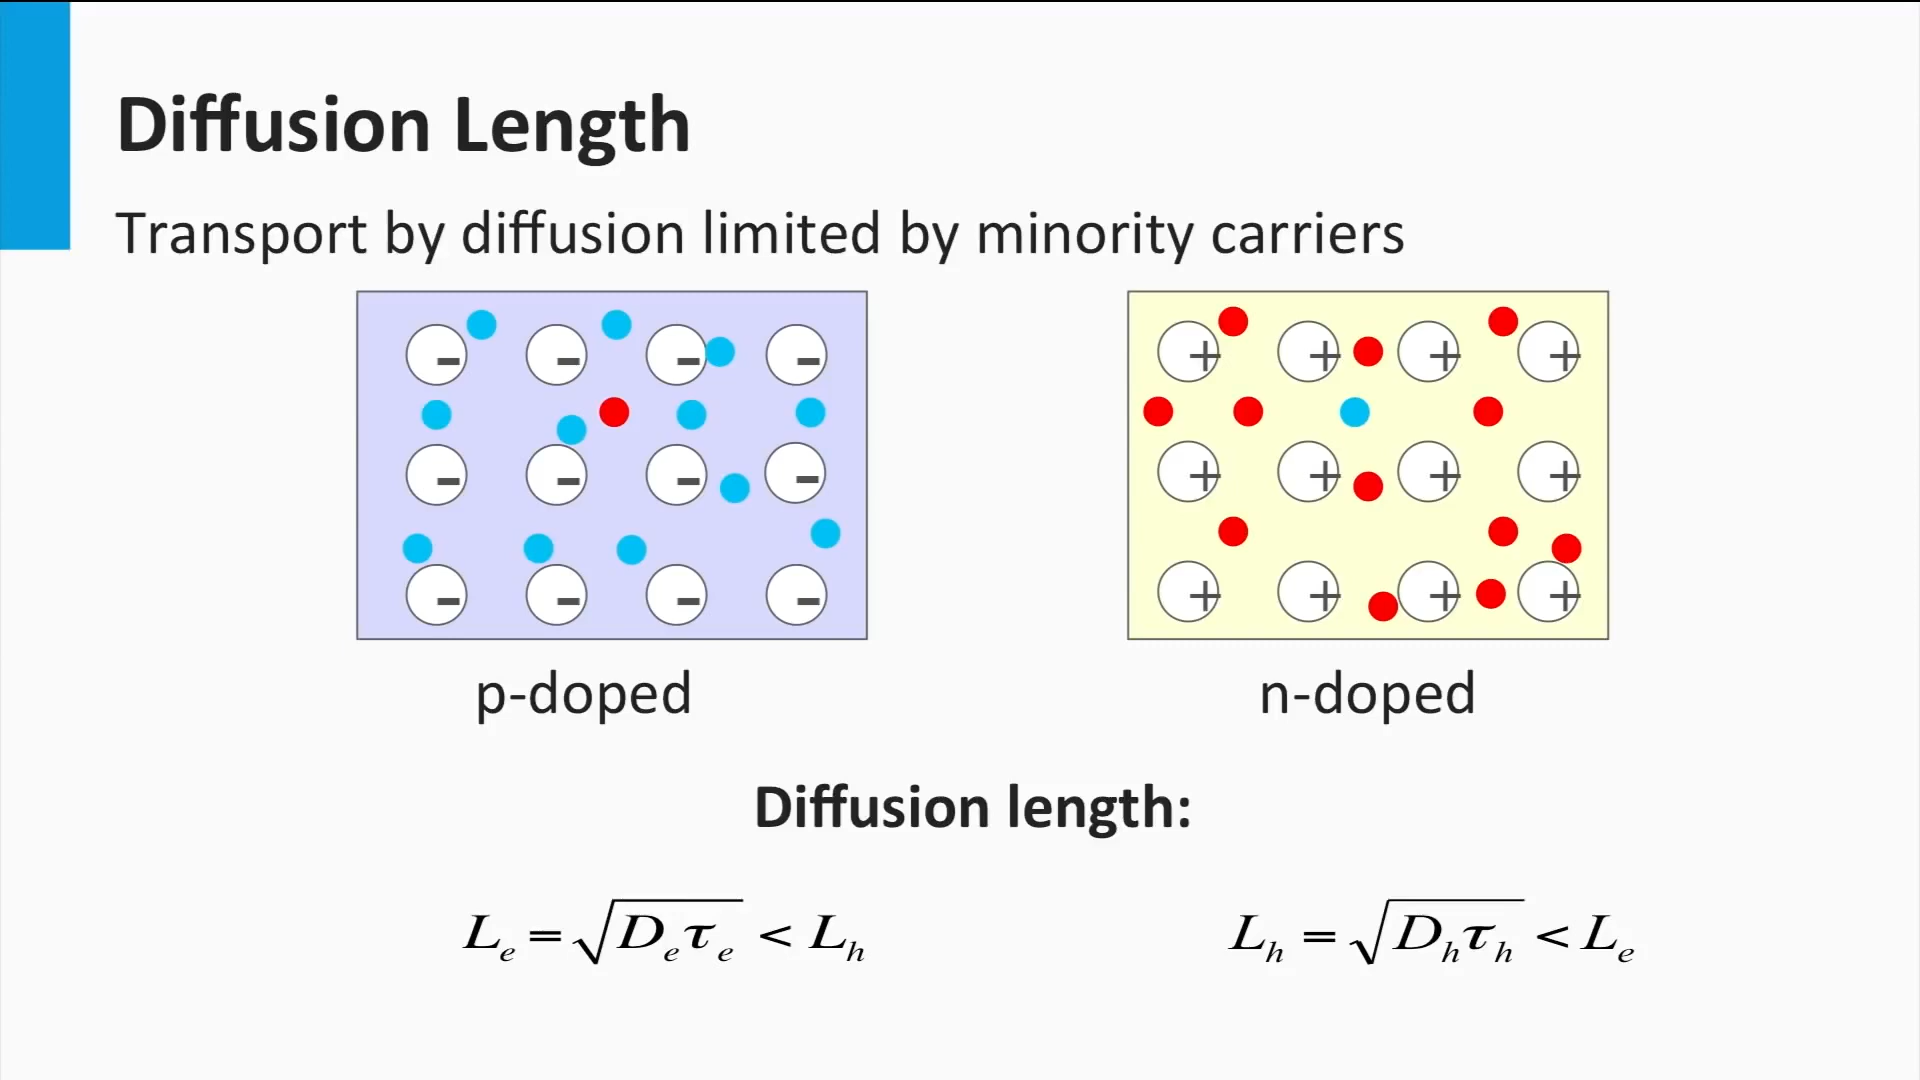 Diffusion Length
Transport by diffusion limited by minority carriers
- - - -   + + + +
- - - -   + + + +
- - - -   + + + +
p-doped   n-doped
Diffusion length:
L_e = √(D_e τ_e) < L_h   L_h = √(D_h τ_h) < L_e